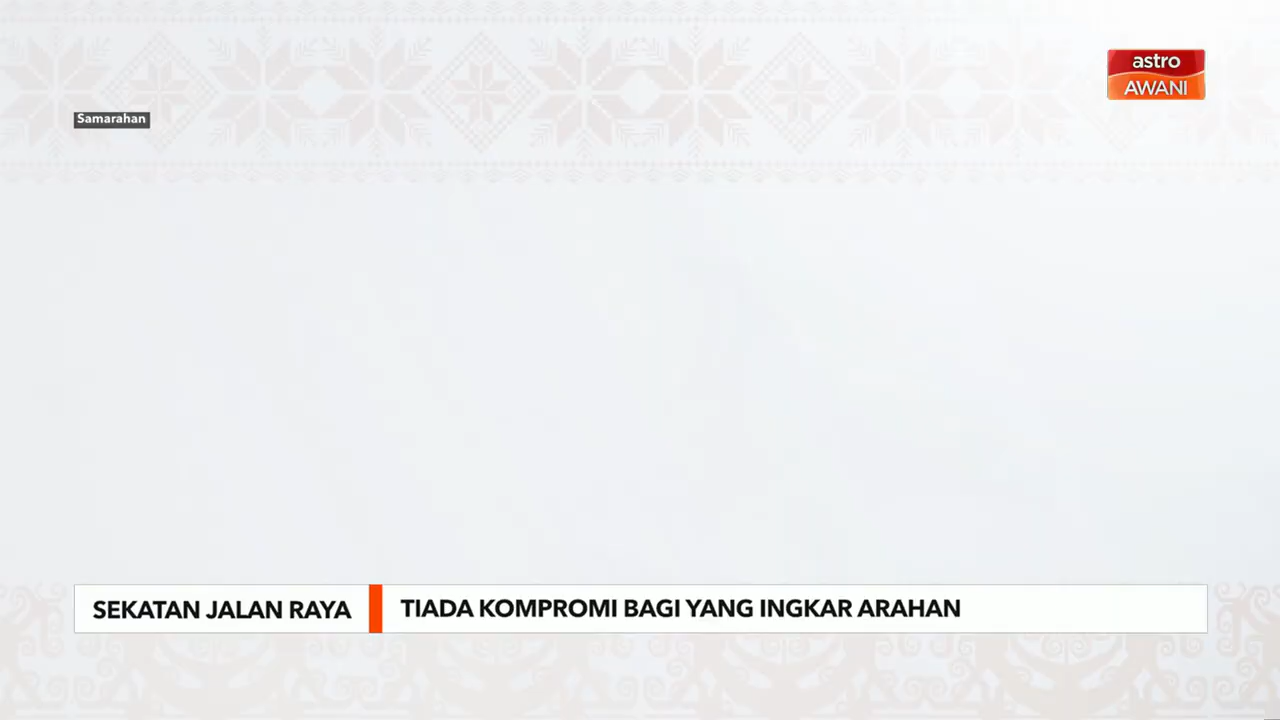 astro
AWANI
Samarahan
SEKATAN JALAN RAYA
TIADA KOMPROMI BAGI YANG INGKAR ARAHAN